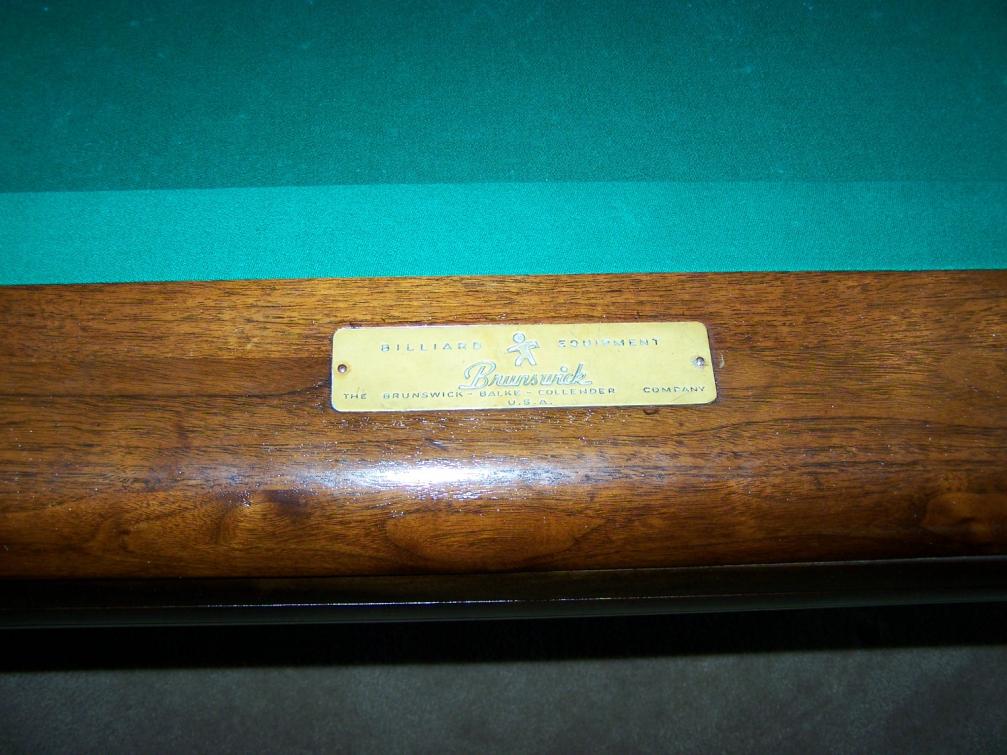 BILLIARD EQUIPMENT
Brunswick
THE BRUNSWICK - BALKE - COLLENDER COMPANY
U.S.A.